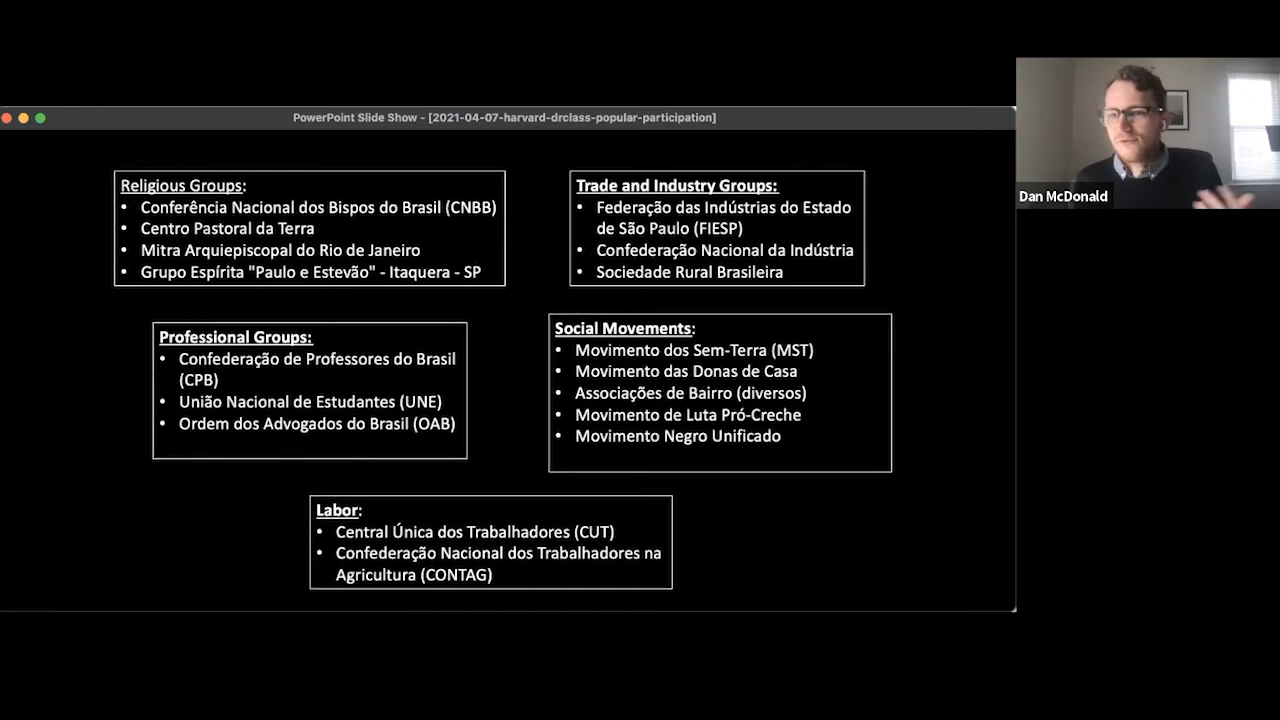 PowerPoint Slide Show - [2021-04-07-harvard-drclass-popular-participation]
Religious Groups:
• Conferência Nacional dos Bispos do Brasil (CNBB)
• Centro Pastoral da Terra
• Mitra Arquiepiscopal do Rio de Janeiro
• Grupo Espírita "Paulo e Estevão" - Itaquera - SP
Trade and Industry Groups:
• Federação das Indústrias do Estado
de São Paulo (FIESP)
• Confederação Nacional da Indústria
• Sociedade Rural Brasileira
Professional Groups:
• Confederação de Professores do Brasil
(CPB)
• União Nacional de Estudantes (UNE)
• Ordem dos Advogados do Brasil (OAB)
Social Movements:
• Movimento dos Sem-Terra (MST)
• Movimento das Donas de Casa
• Associações de Bairro (diversos)
• Movimento de Luta Pró-Creche
• Movimento Negro Unificado
Labor:
• Central Única dos Trabalhadores (CUT)
• Confederação Nacional dos Trabalhadores na
Agricultura (CONTAG)
Dan McDonald